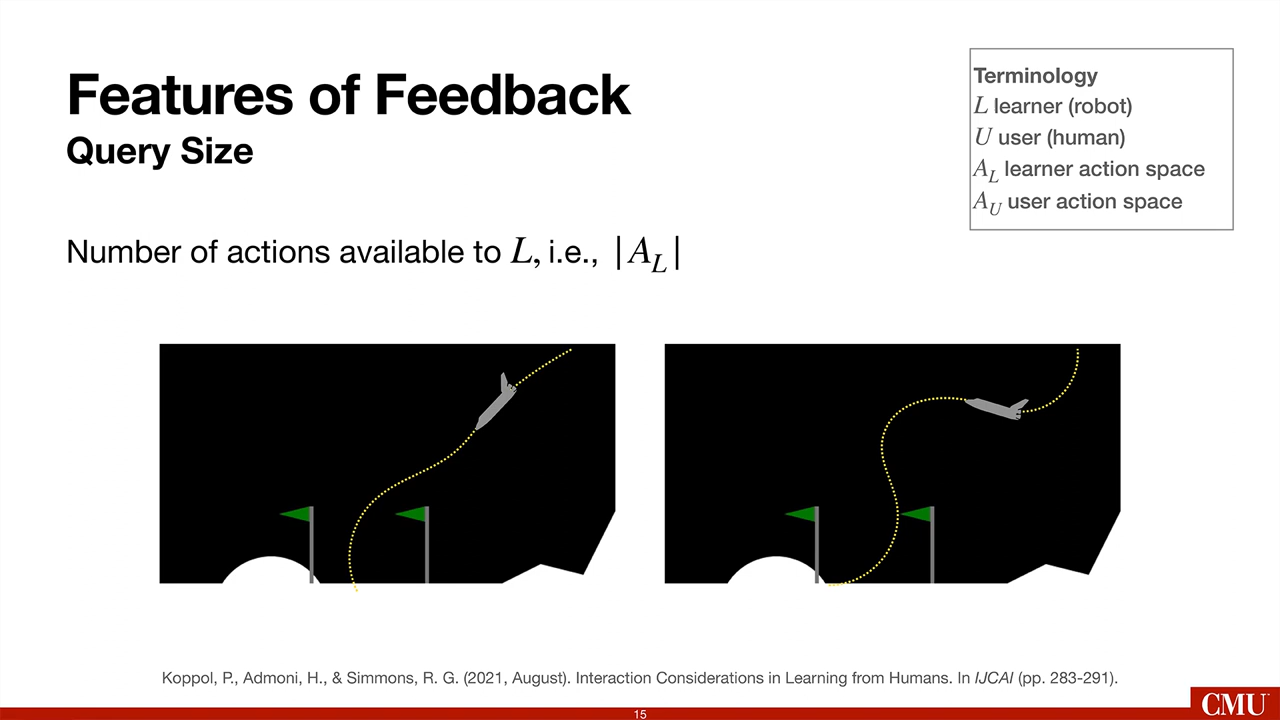 Features of Feedback
Query Size
Terminology
L learner (robot)
U user (human)
A_L learner action space
A_U user action space
Number of actions available to L, i.e., |A_L|
Koppol, P., Admoni, H., & Simmons, R. G. (2021, August). Interaction Considerations in Learning from Humans. In IJCAI (pp. 283-291).
15
CMU